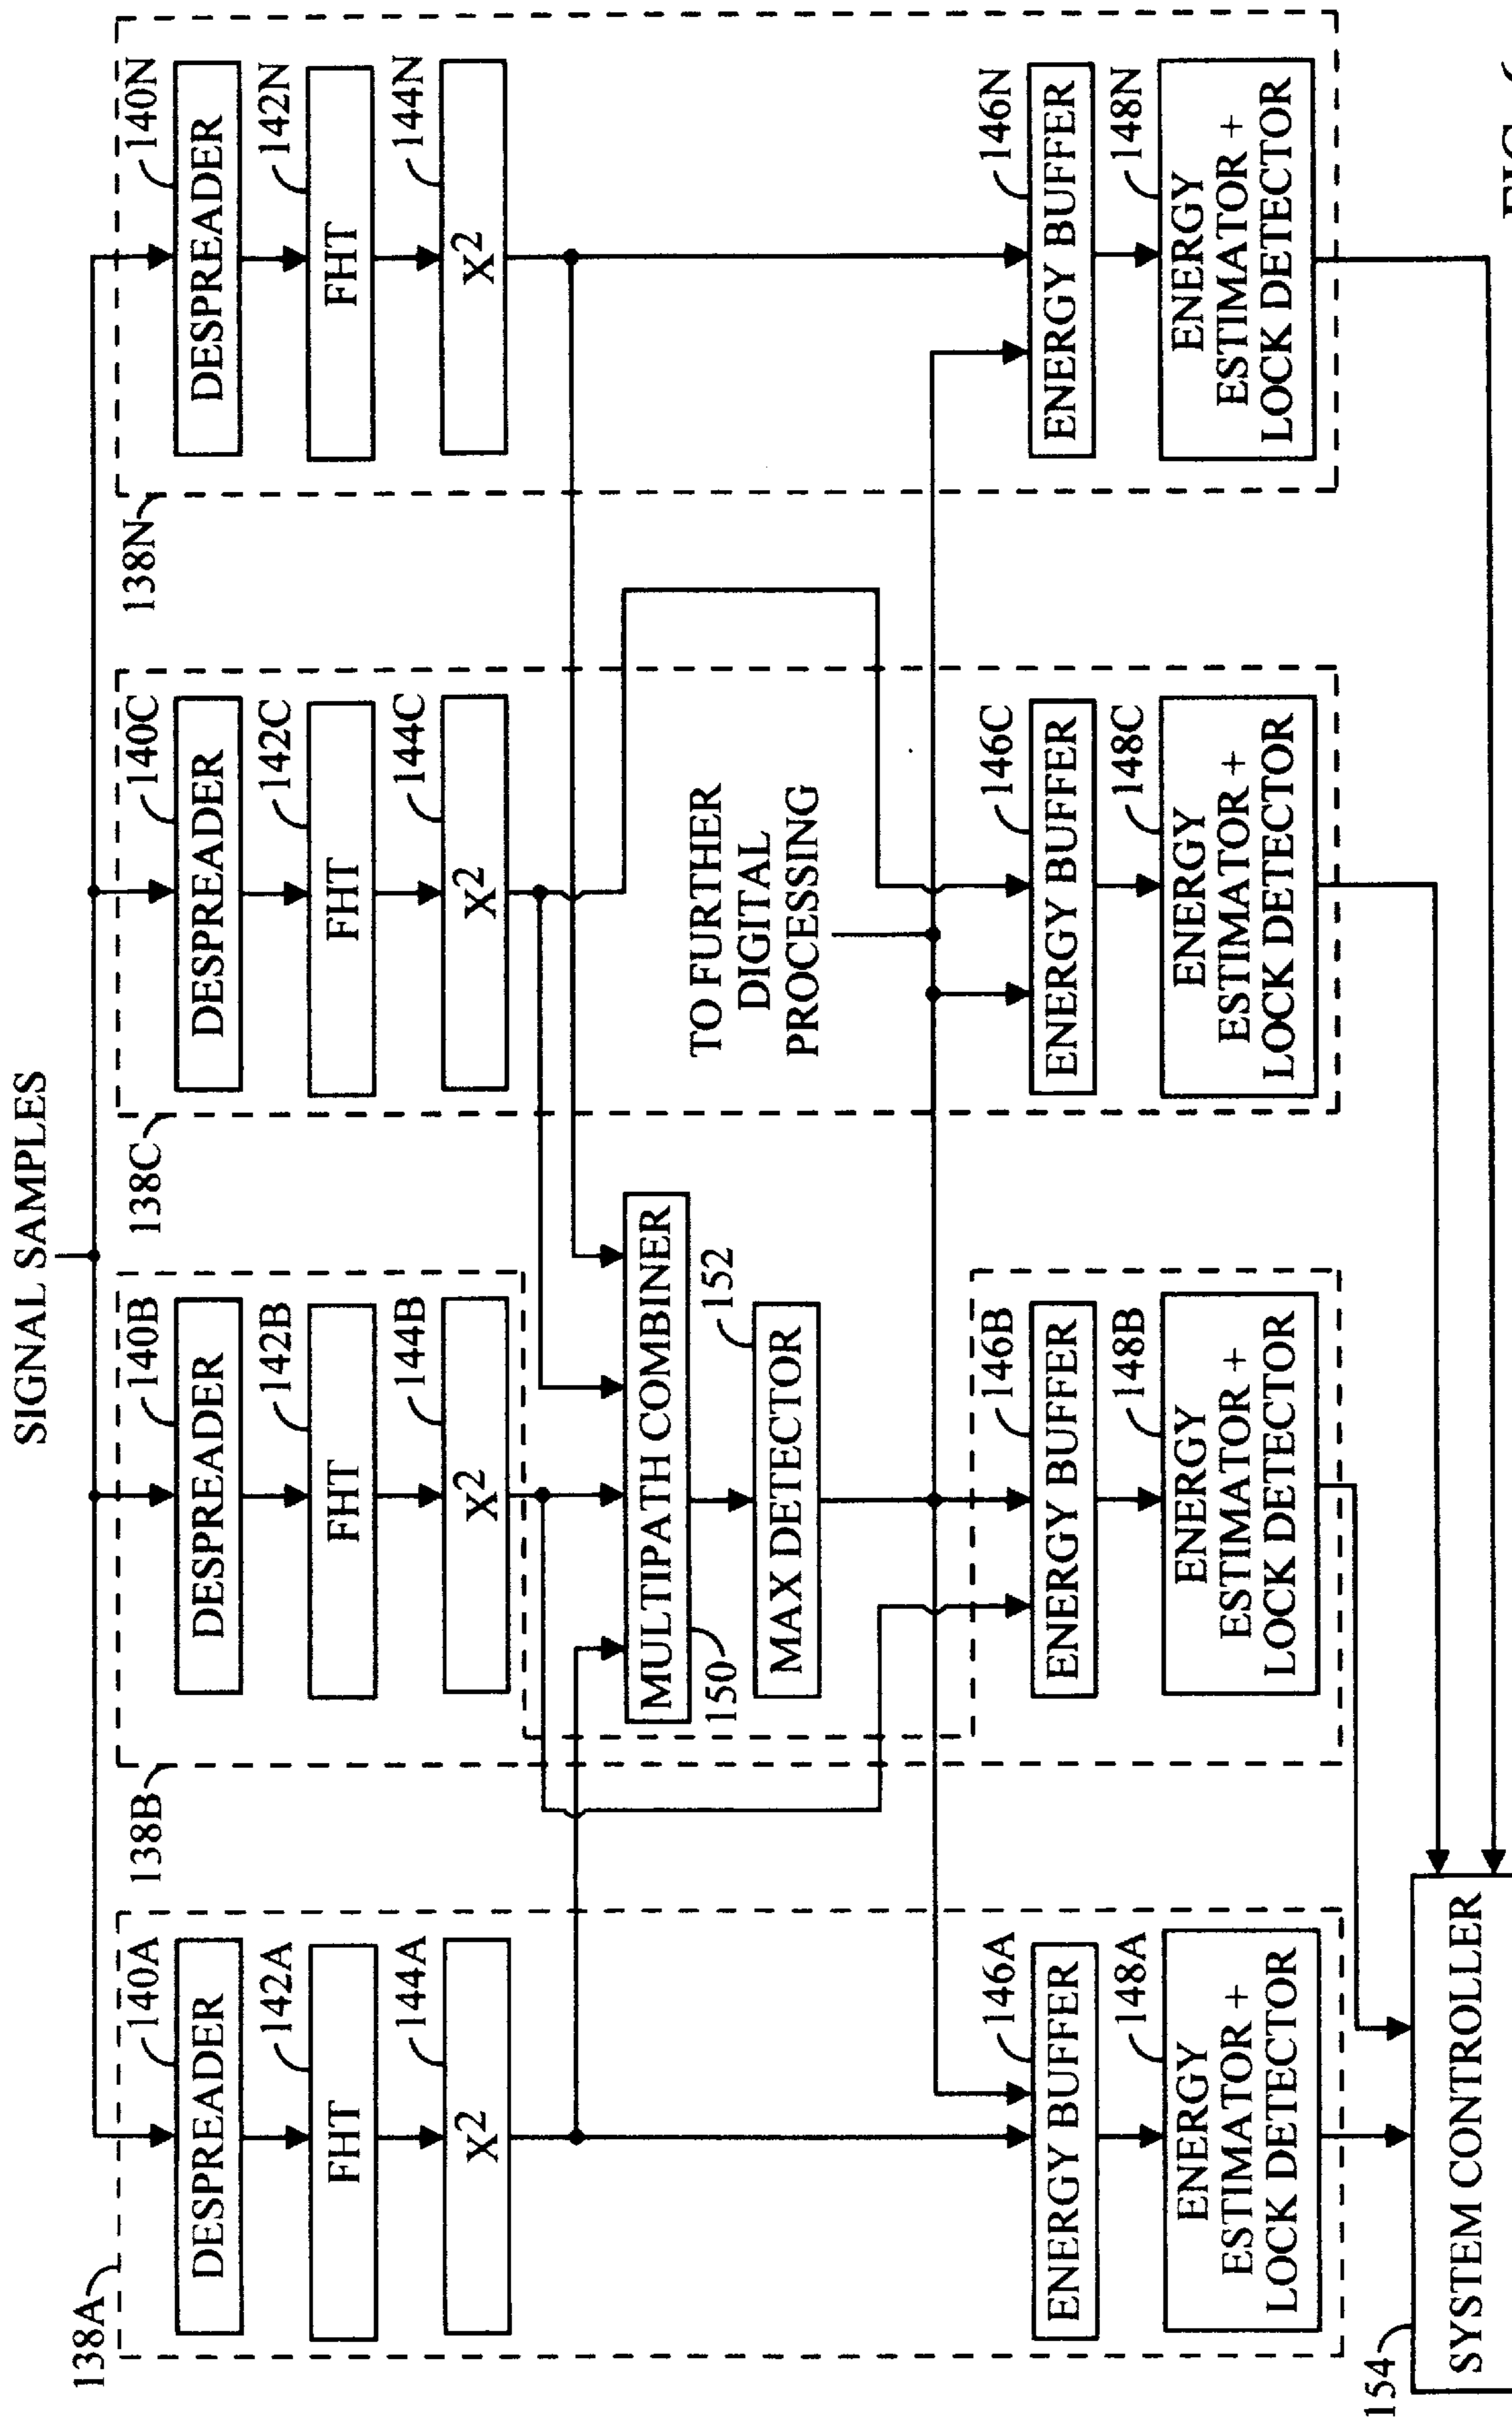 SIGNAL SAMPLES
138A
140A
DESPREADER
142A
FHT
144A
X²
146A
ENERGY BUFFER
148A
ENERGY
ESTIMATOR +
LOCK DETECTOR
138B
140B
DESPREADER
142B
FHT
144B
X²
MULTIPATH COMBINER
150
152
MAX DETECTOR
146B
ENERGY BUFFER
148B
ENERGY
ESTIMATOR +
LOCK DETECTOR
138C
140C
DESPREADER
142C
FHT
144C
X²
TO FURTHER
DIGITAL
PROCESSING
146C
ENERGY BUFFER
148C
ENERGY
ESTIMATOR +
LOCK DETECTOR
138N
140N
DESPREADER
142N
FHT
144N
X²
146N
ENERGY BUFFER
148N
ENERGY
ESTIMATOR +
LOCK DETECTOR
154
SYSTEM CONTROLLER